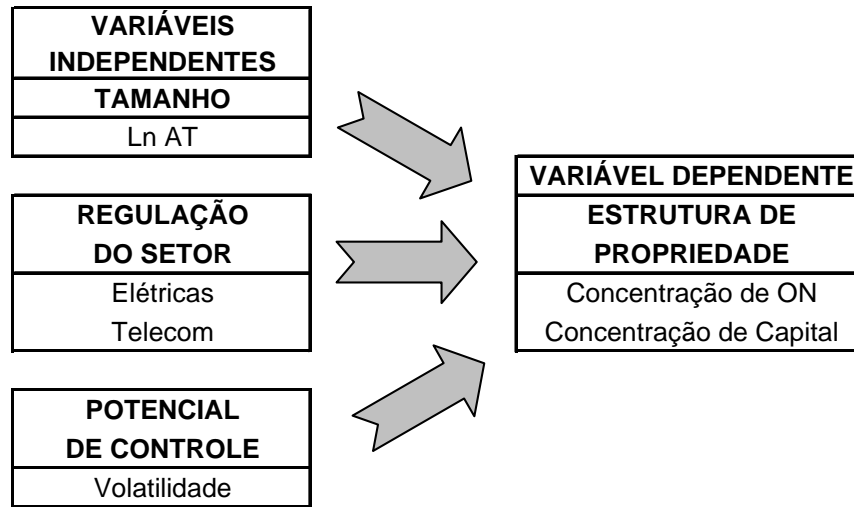 VARIÁVEIS
INDEPENDENTES
TAMANHO
Ln AT
REGULAÇÃO
DO SETOR
Elétricas
Telecom
POTENCIAL
DE CONTROLE
Volatilidade
VARIÁVEL DEPENDENTE
ESTRUTURA DE
PROPRIEDADE
Concentração de ON
Concentração de Capital